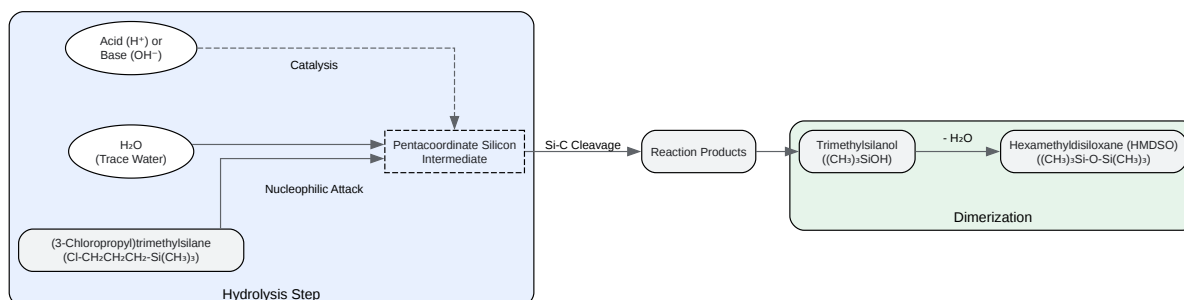 Acid (H⁺) or
Base (OH⁻)
Catalysis
H₂O
(Trace Water)
Pentacoordinate Silicon
Intermediate
Nucleophilic Attack
(3-Chloropropyl)trimethylsilane
(Cl-CH₂CH₂CH₂-Si(CH₃)₃)
Hydrolysis Step
Si-C Cleavage
Reaction Products
Trimethylsilanol
((CH₃)₃SiOH)
- H₂O
Hexamethyldisiloxane (HMDSO)
((CH₃)₃Si-O-Si(CH₃)₃)
Dimerization